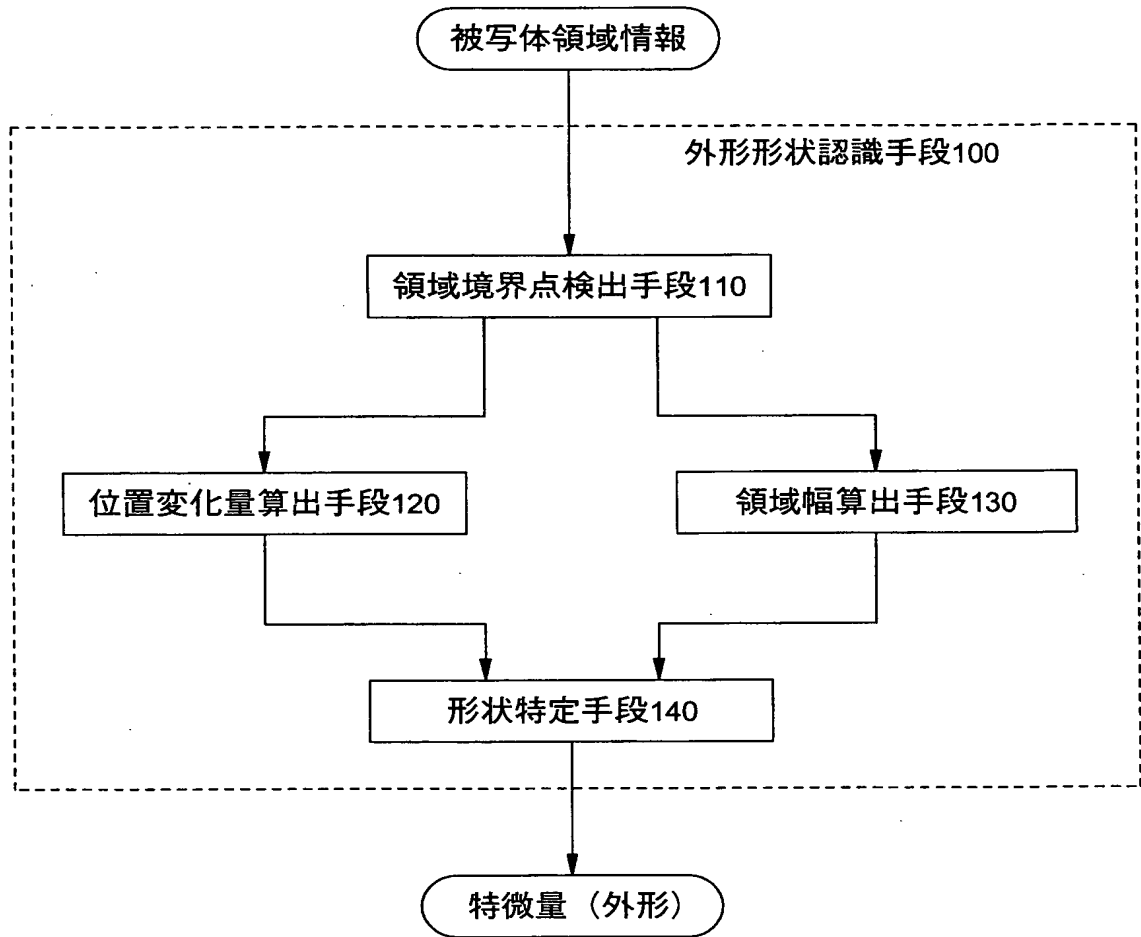 被写体領域情報
外形形状認識手段100
領域境界点検出手段110
位置変化量算出手段120
領域幅算出手段130
形状特定手段140
特微量（外形）